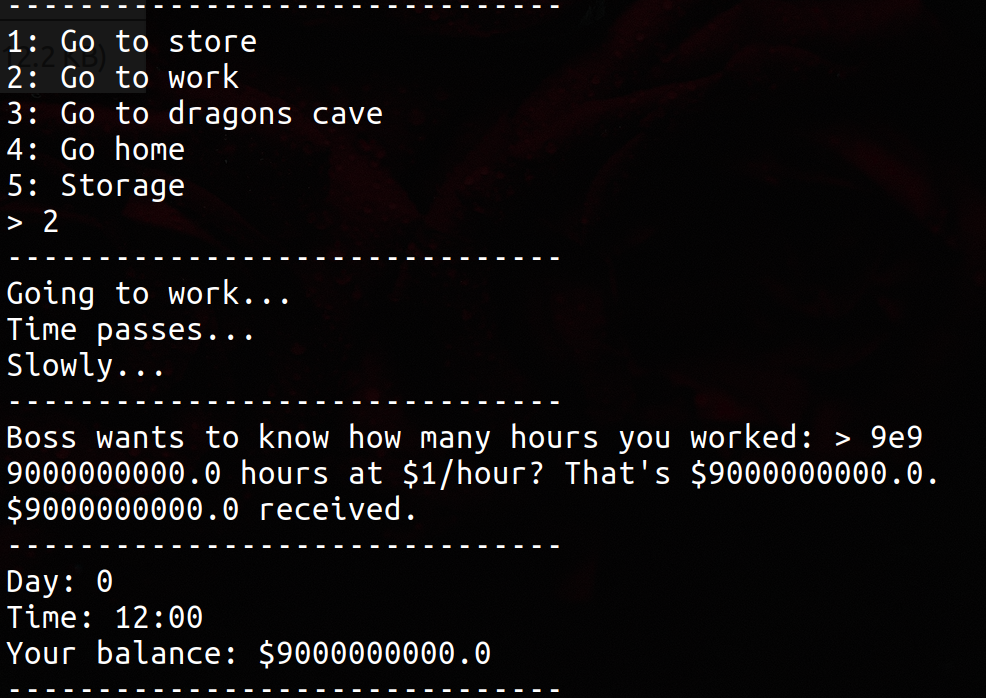 -------------------------------
1: Go to store
2: Go to work
3: Go to dragons cave
4: Go home
5: Storage
> 2
-------------------------------
Going to work...
Time passes...
Slowly...
-------------------------------
Boss wants to know how many hours you worked: > 9e9
9000000000.0 hours at $1/hour? That's $9000000000.0.
$9000000000.0 received.
-------------------------------
Day: 0
Time: 12:00
Your balance: $9000000000.0
-------------------------------